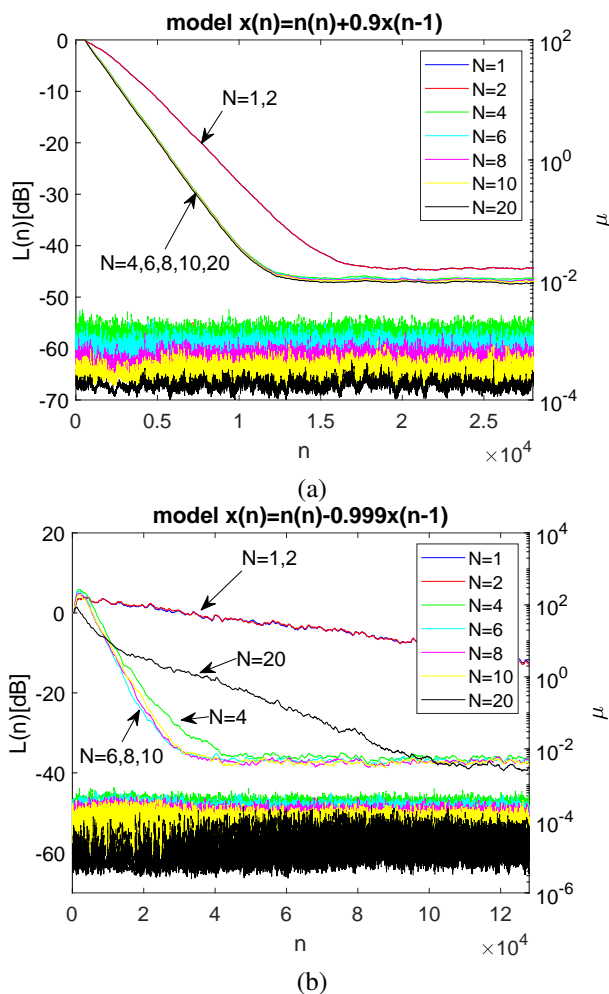 model x(n)=n(n)+0.9x(n-1)
0
-10
-20
-30
-40
-50
-60
-70
L(n)[dB]
10^2
10^0
10^-2
10^-4
μ
N=1
N=2
N=4
N=6
N=8
N=10
N=20
N=1,2
N=4,6,8,10,20
0 0.5 1 1.5 2 2.5
n
×10^4
(a)
model x(n)=n(n)-0.999x(n-1)
20
0
-20
-40
-60
L(n)[dB]
10^4
10^2
10^0
10^-2
10^-4
10^-6
μ
N=1
N=2
N=4
N=6
N=8
N=10
N=20
N=1,2
N=20
N=4
N=6,8,10
0 2 4 6 8 10 12
n
×10^4
(b)